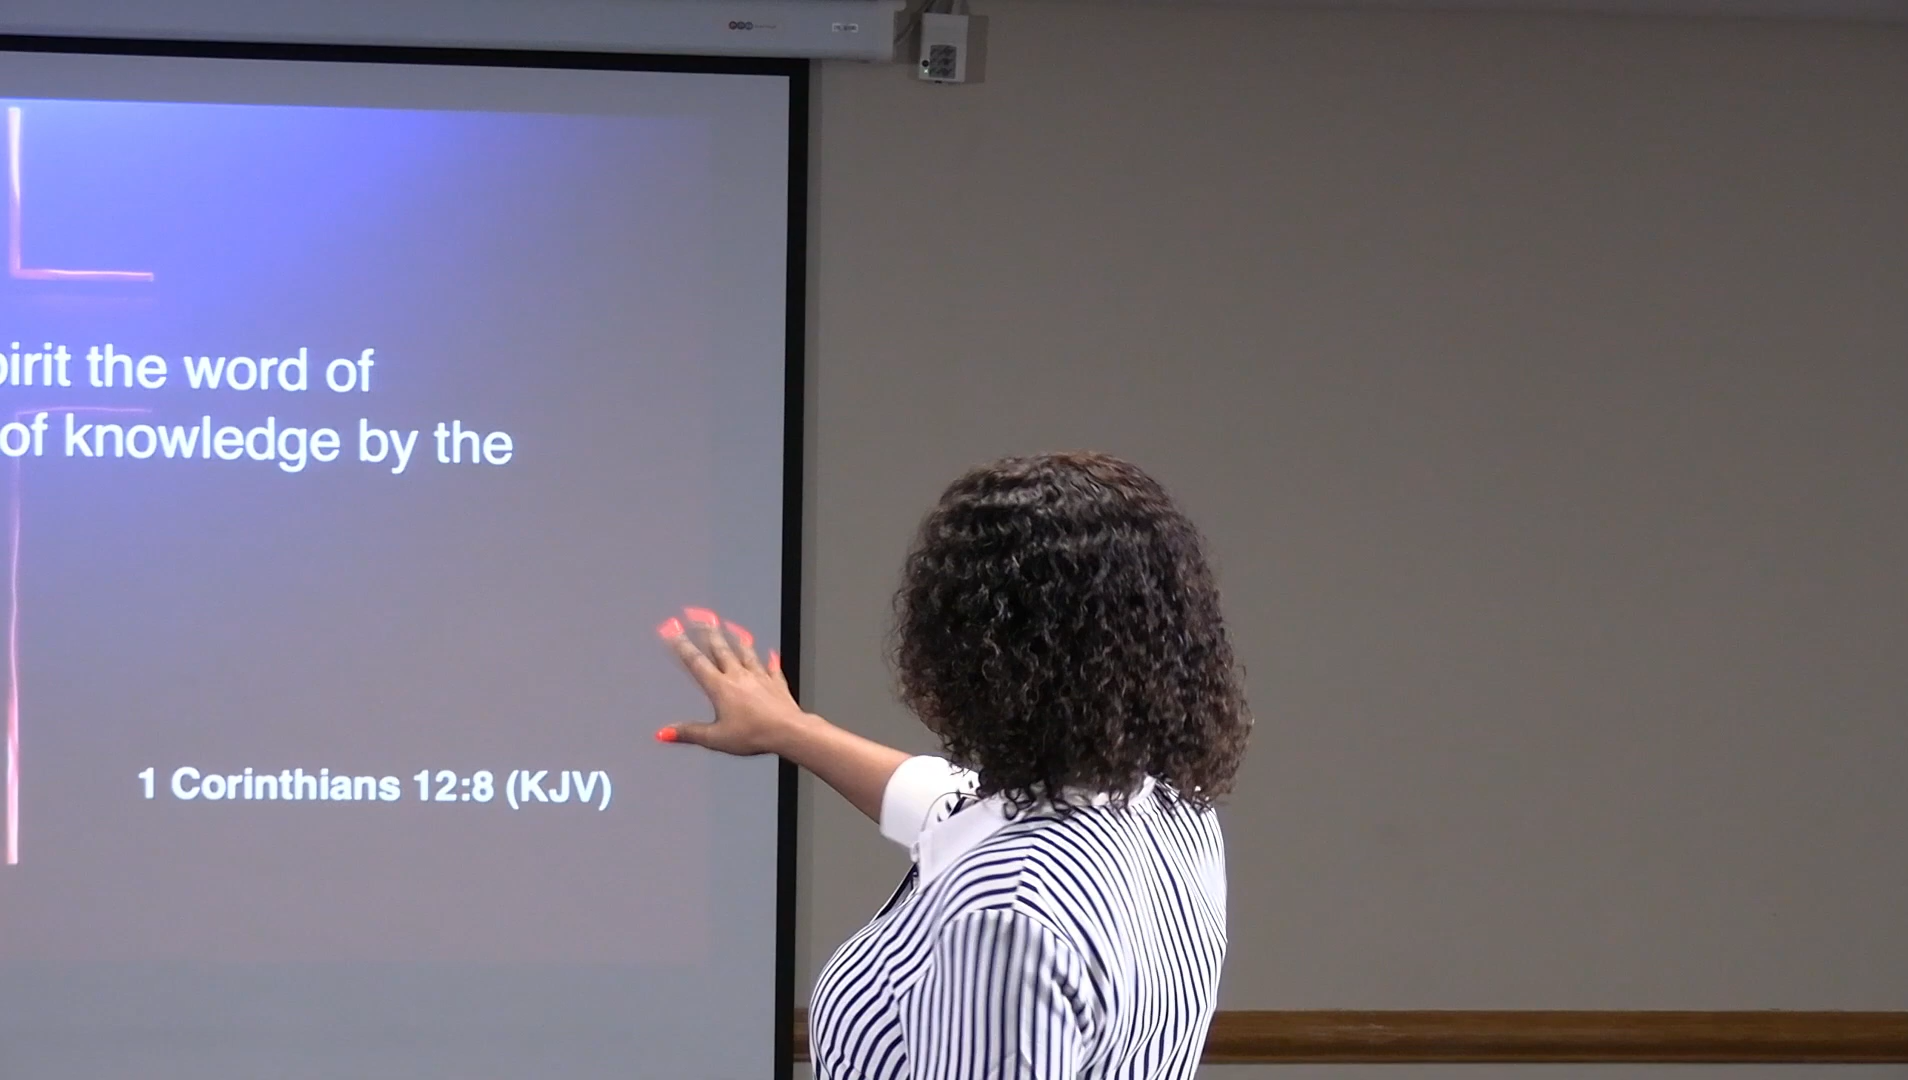 pirit the word of
of knowledge by the
1 Corinthians 12:8 (KJV)